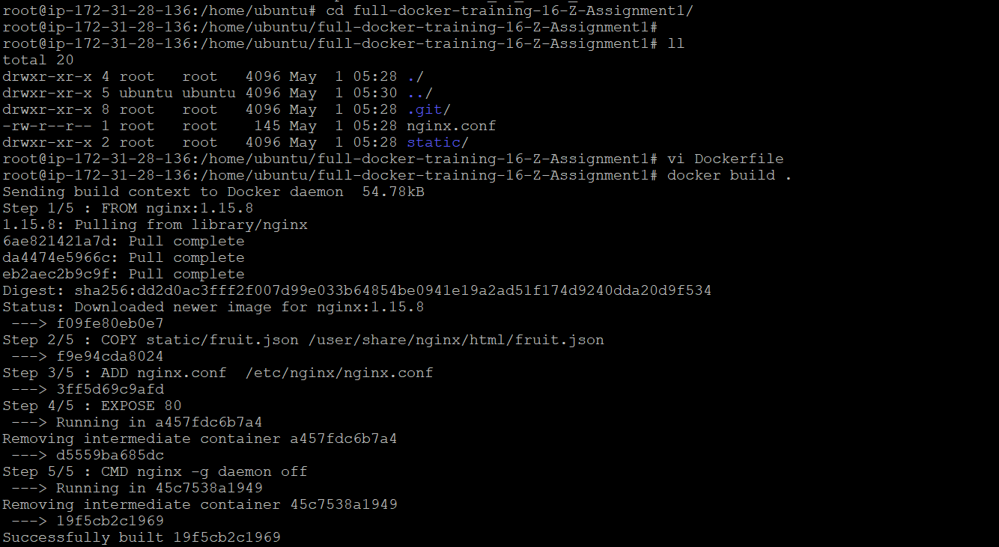 root@ip-172-31-28-136:/home/ubuntu# cd full-docker-training-16-Z-Assignment1/
root@ip-172-31-28-136:/home/ubuntu/full-docker-training-16-Z-Assignment1#
root@ip-172-31-28-136:/home/ubuntu/full-docker-training-16-Z-Assignment1# ll
total 20
drwxr-xr-x 4 root   root   4096 May  1 05:28 ./
drwxr-xr-x 5 ubuntu ubuntu 4096 May  1 05:30 ../
drwxr-xr-x 8 root   root   4096 May  1 05:28 .git/
-rw-r--r-- 1 root   root    145 May  1 05:28 nginx.conf
drwxr-xr-x 2 root   root   4096 May  1 05:28 static/
root@ip-172-31-28-136:/home/ubuntu/full-docker-training-16-Z-Assignment1# vi Dockerfile
root@ip-172-31-28-136:/home/ubuntu/full-docker-training-16-Z-Assignment1# docker build .
Sending build context to Docker daemon  54.78kB
Step 1/5 : FROM nginx:1.15.8
1.15.8: Pulling from library/nginx
6ae821421a7d: Pull complete
da4474e5966c: Pull complete
eb2aec2b9c9f: Pull complete
Digest: sha256:dd2d0ac3fff2f007d99e033b64854be0941e19a2ad51f174d9240dda20d9f534
Status: Downloaded newer image for nginx:1.15.8
 ---> f09fe80eb0e7
Step 2/5 : COPY static/fruit.json /user/share/nginx/html/fruit.json
 ---> f9e94cda8024
Step 3/5 : ADD nginx.conf  /etc/nginx/nginx.conf
 ---> 3ff5d69c9afd
Step 4/5 : EXPOSE 80
 ---> Running in a457fdc6b7a4
Removing intermediate container a457fdc6b7a4
 ---> d5559ba685dc
Step 5/5 : CMD nginx -g daemon off
 ---> Running in 45c7538a1949
Removing intermediate container 45c7538a1949
 ---> 19f5cb2c1969
Successfully built 19f5cb2c1969